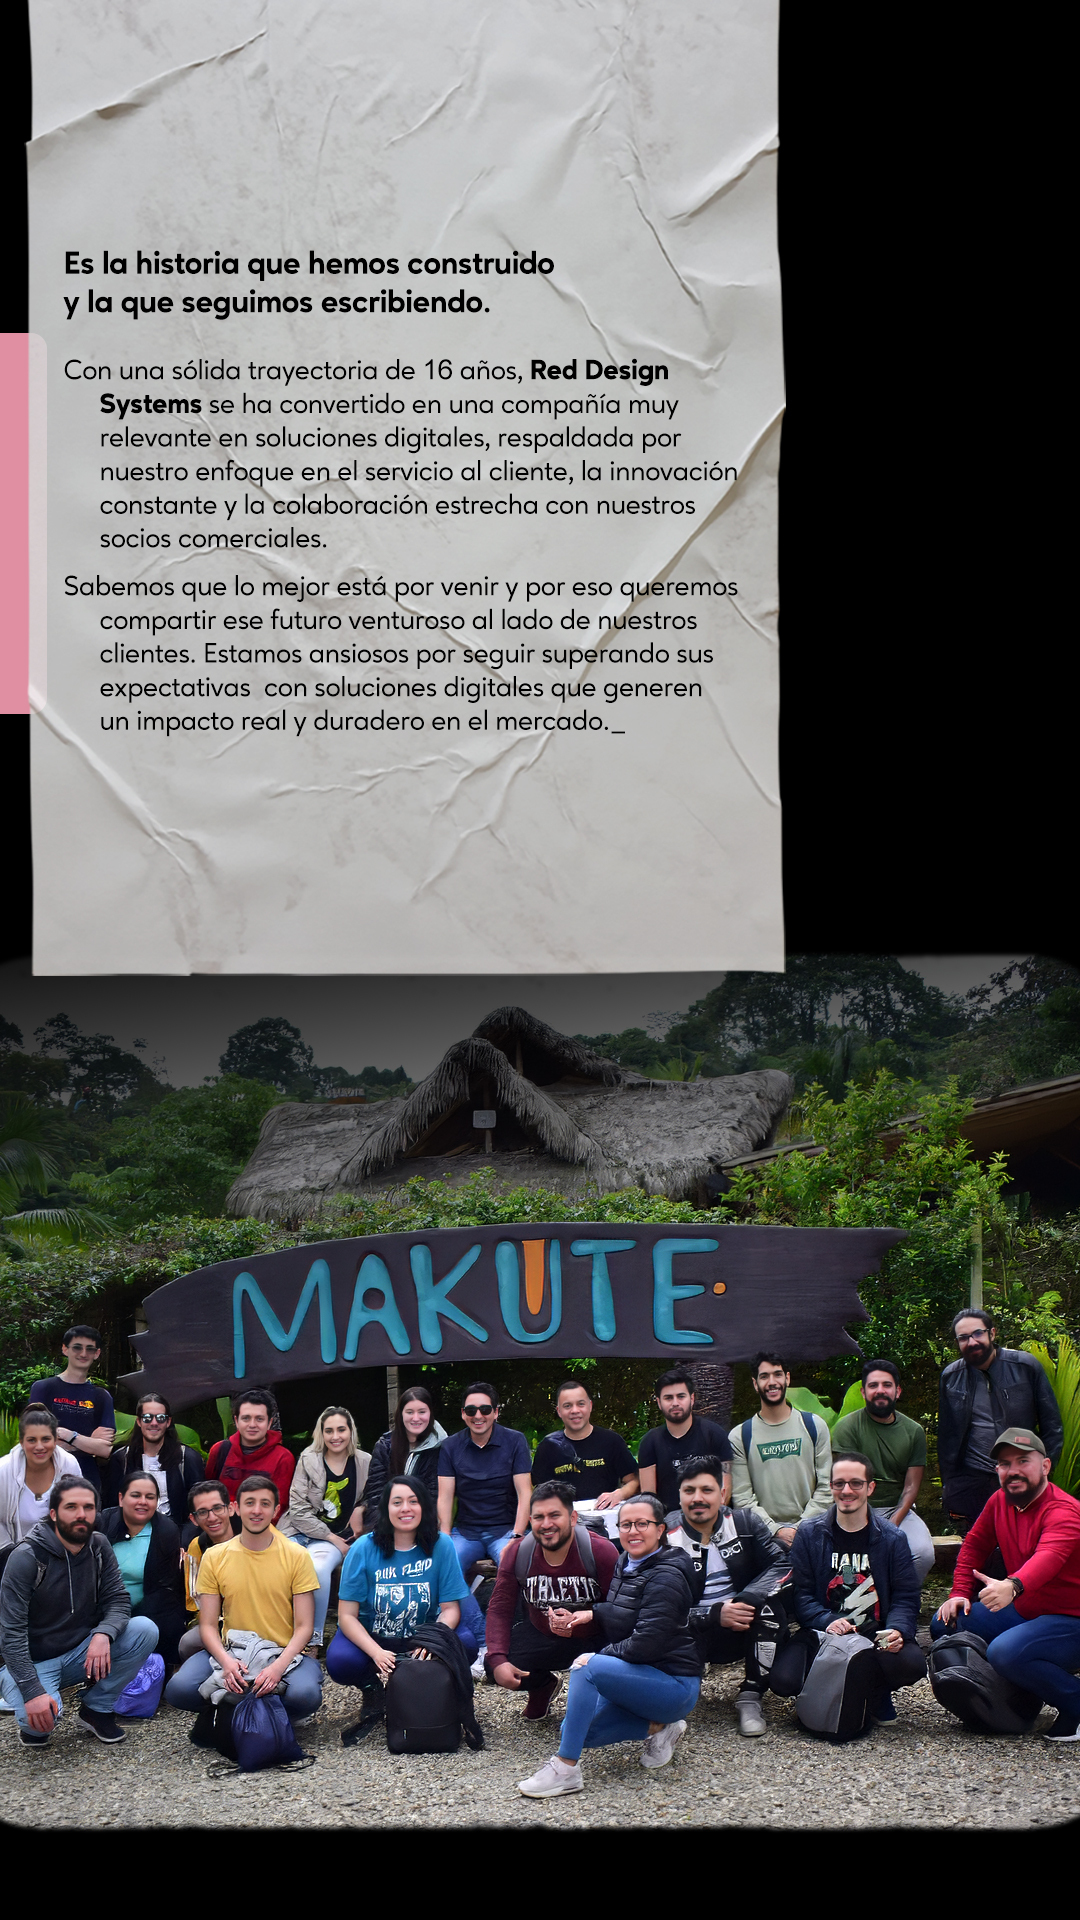 Es la historia que hemos construido
y la que seguimos escribiendo.
Con una sólida trayectoria de 16 años, Red Design
Systems se ha convertido en una compañía muy
relevante en soluciones digitales, respaldada por
nuestro enfoque en el servicio al cliente, la innovación
constante y la colaboración estrecha con nuestros
socios comerciales.
Sabemos que lo mejor está por venir y por eso queremos
compartir ese futuro venturoso al lado de nuestros
clientes. Estamos ansiosos por seguir superando sus
expectativas  con soluciones digitales que generen
un impacto real y duradero en el mercado._
MAKUTE
PINK FLOYD